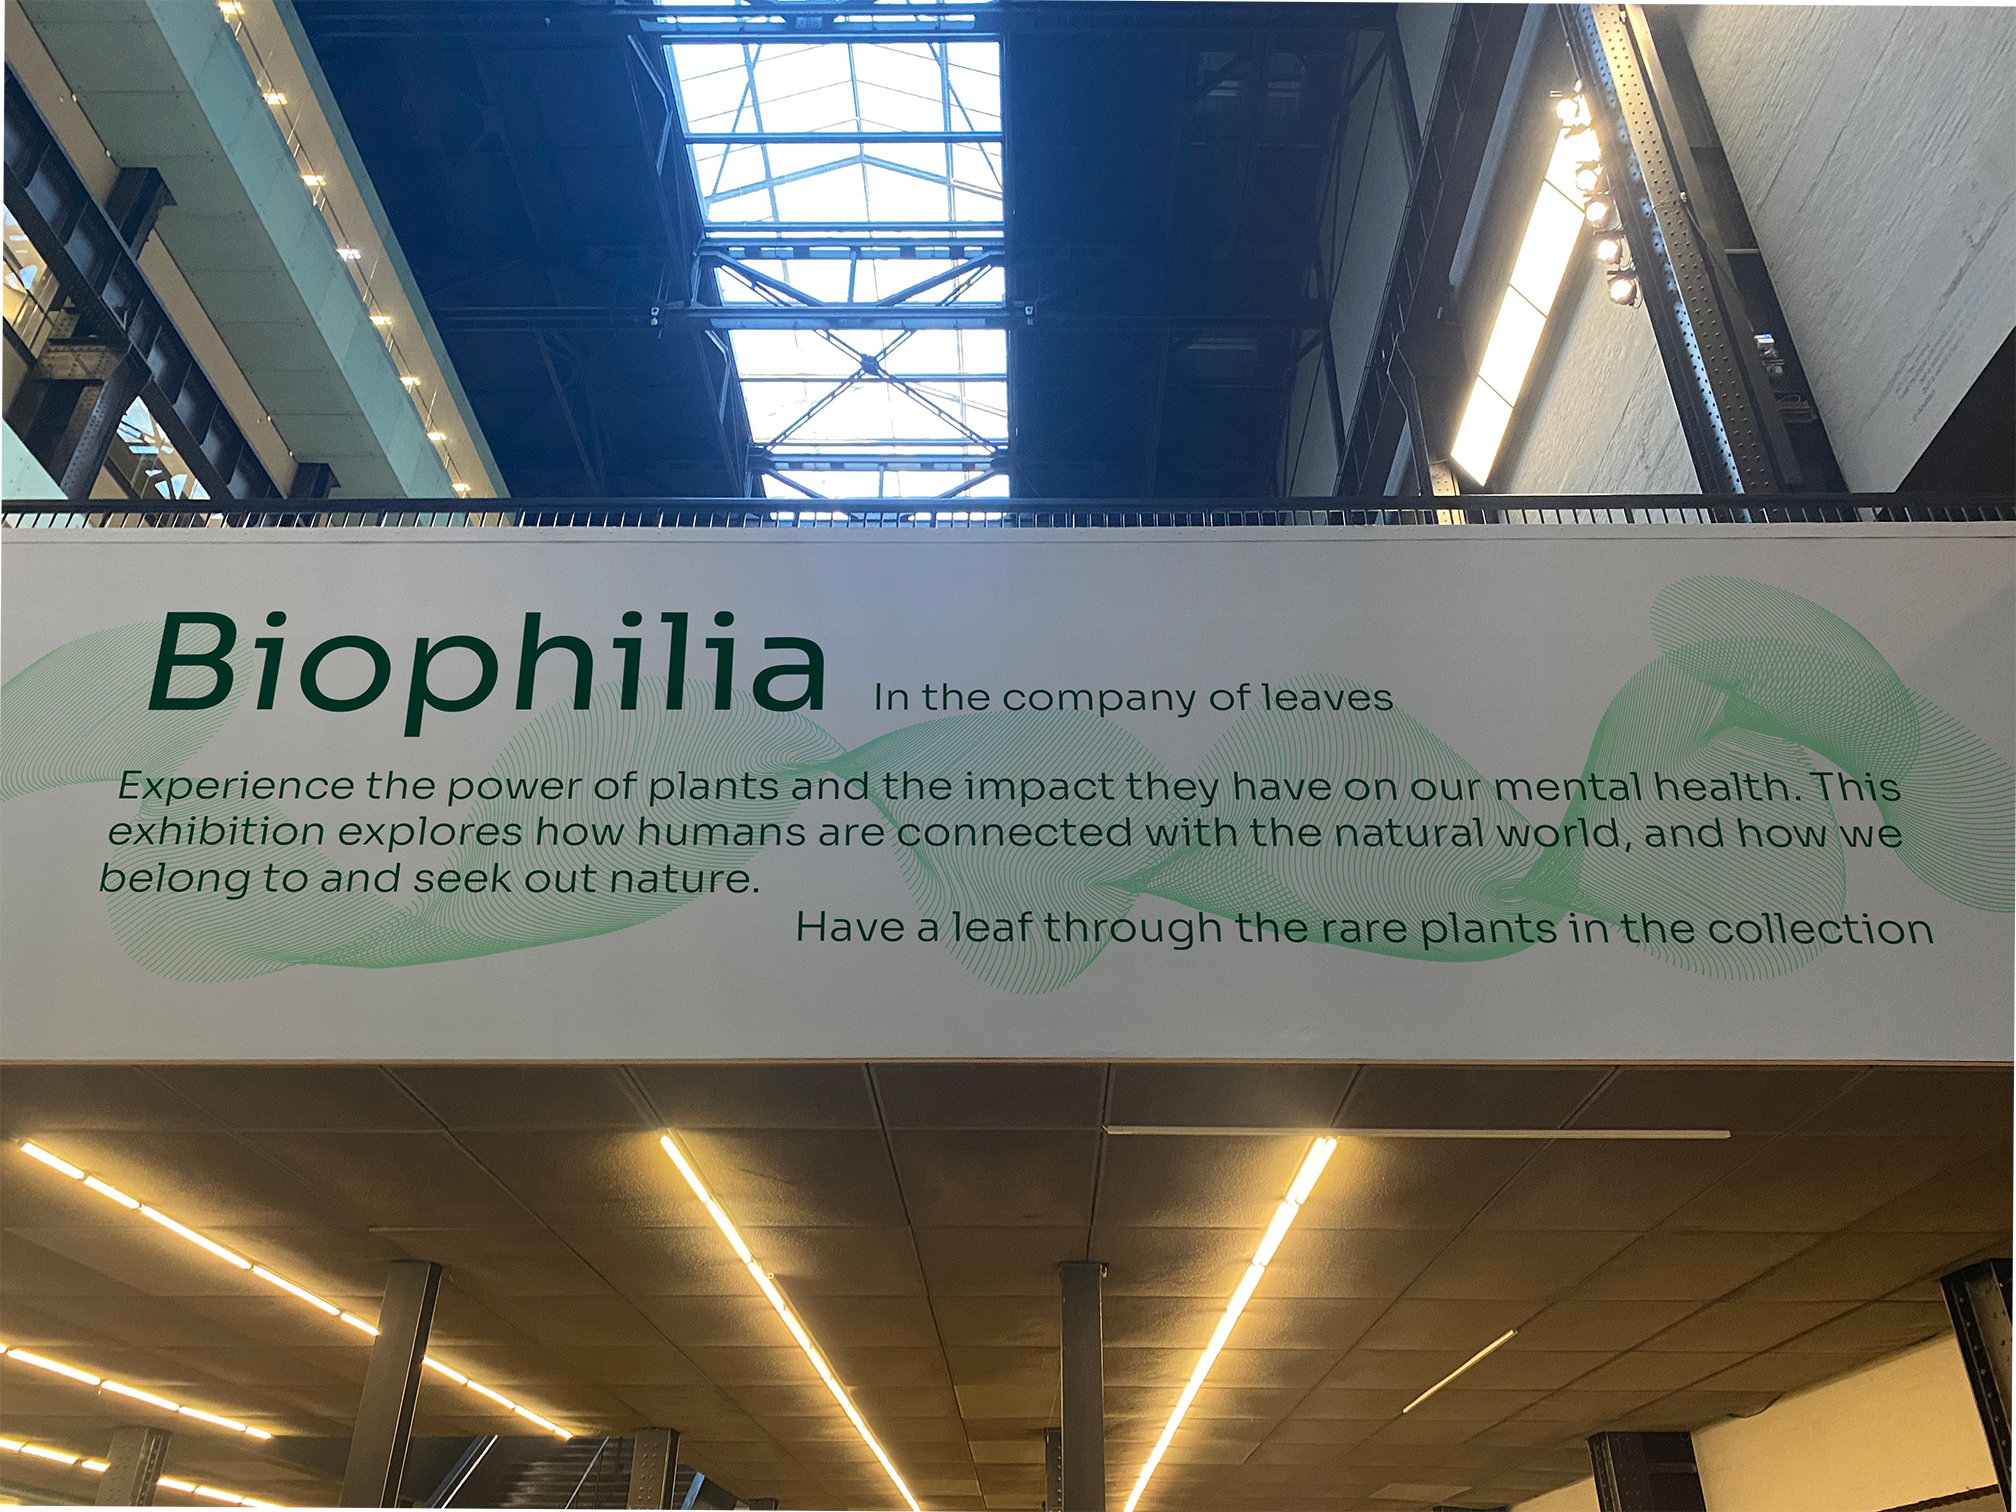 Biophilia In the company of leaves
Experience the power of plants and the impact they have on our mental health. This
exhibition explores how humans are connected with the natural world, and how we
belong to and seek out nature.
Have a leaf through the rare plants in the collection